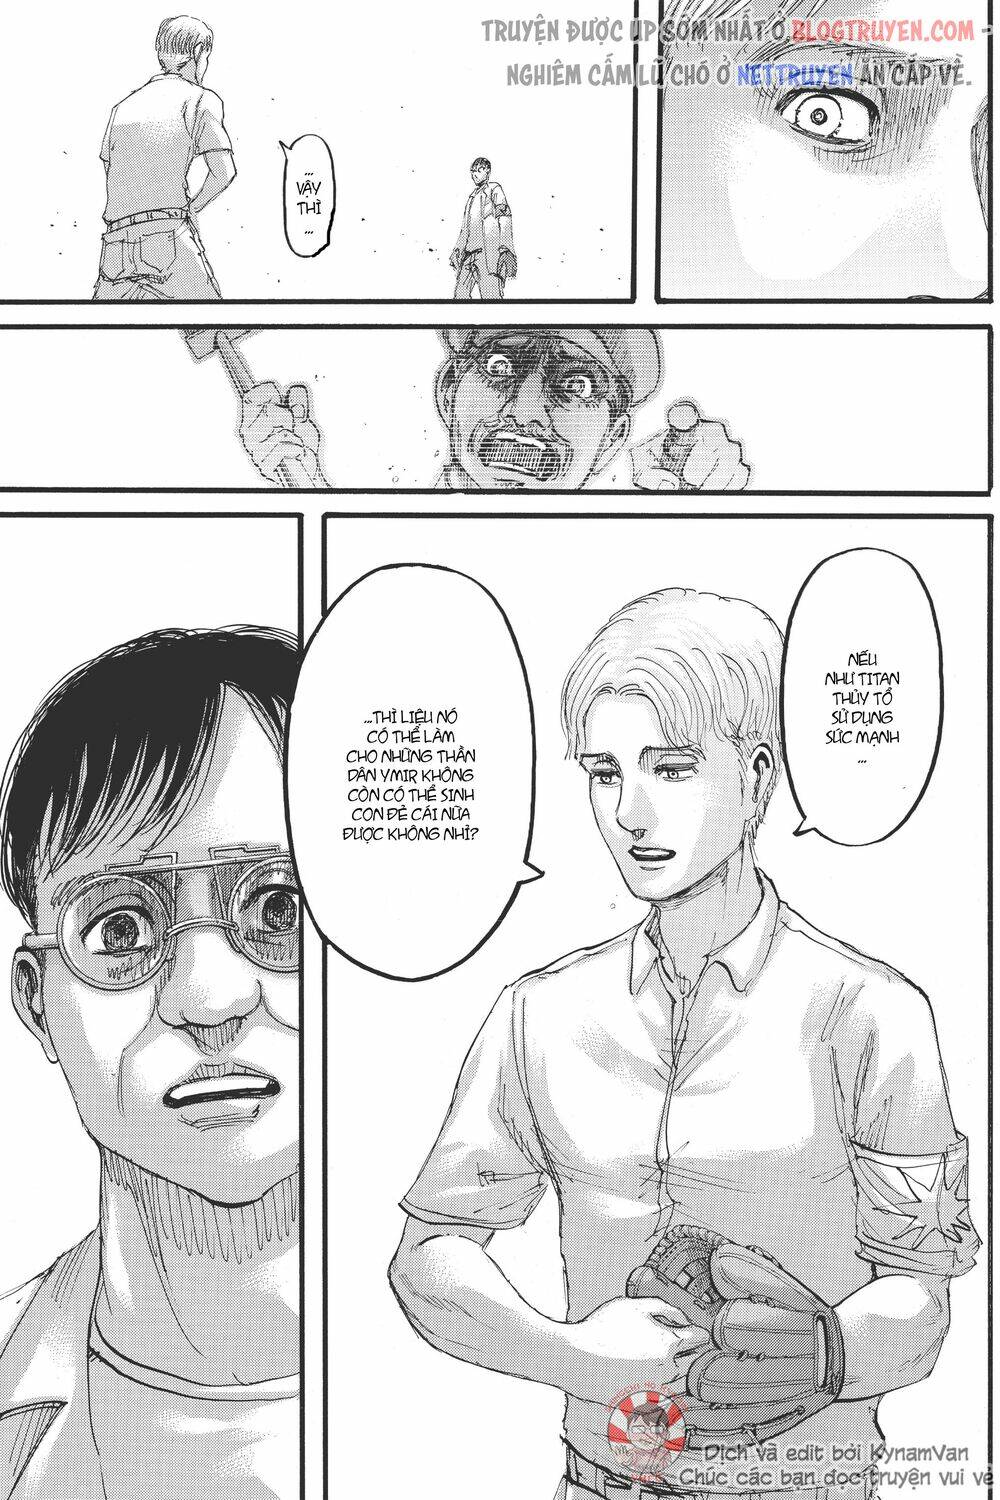 TRUYỆN ĐƯỢC UP SỚM NHẤT Ở BLOGTRUYEN.COM -
NGHIÊM CẤM LŨ CHÓ Ở NETTRUYEN ĂN CẮP VỀ.
...
VẬY
THÌ
...
NẾU
NHƯ TITAN
THỦY TỔ
SỬ DỤNG
SỨC MẠNH
...
...THÌ LIỆU NÓ
CÓ THỂ LÀM
CHO NHỮNG THẦN
DÂN YMIR KHÔNG
CÒN CÓ THỂ SINH
CON ĐẺ CÁI NỮA
ĐƯỢC KHÔNG NHỈ?
Dịch và edit bởi KynamVan
Chúc các bạn đọc truyện vui vẻ